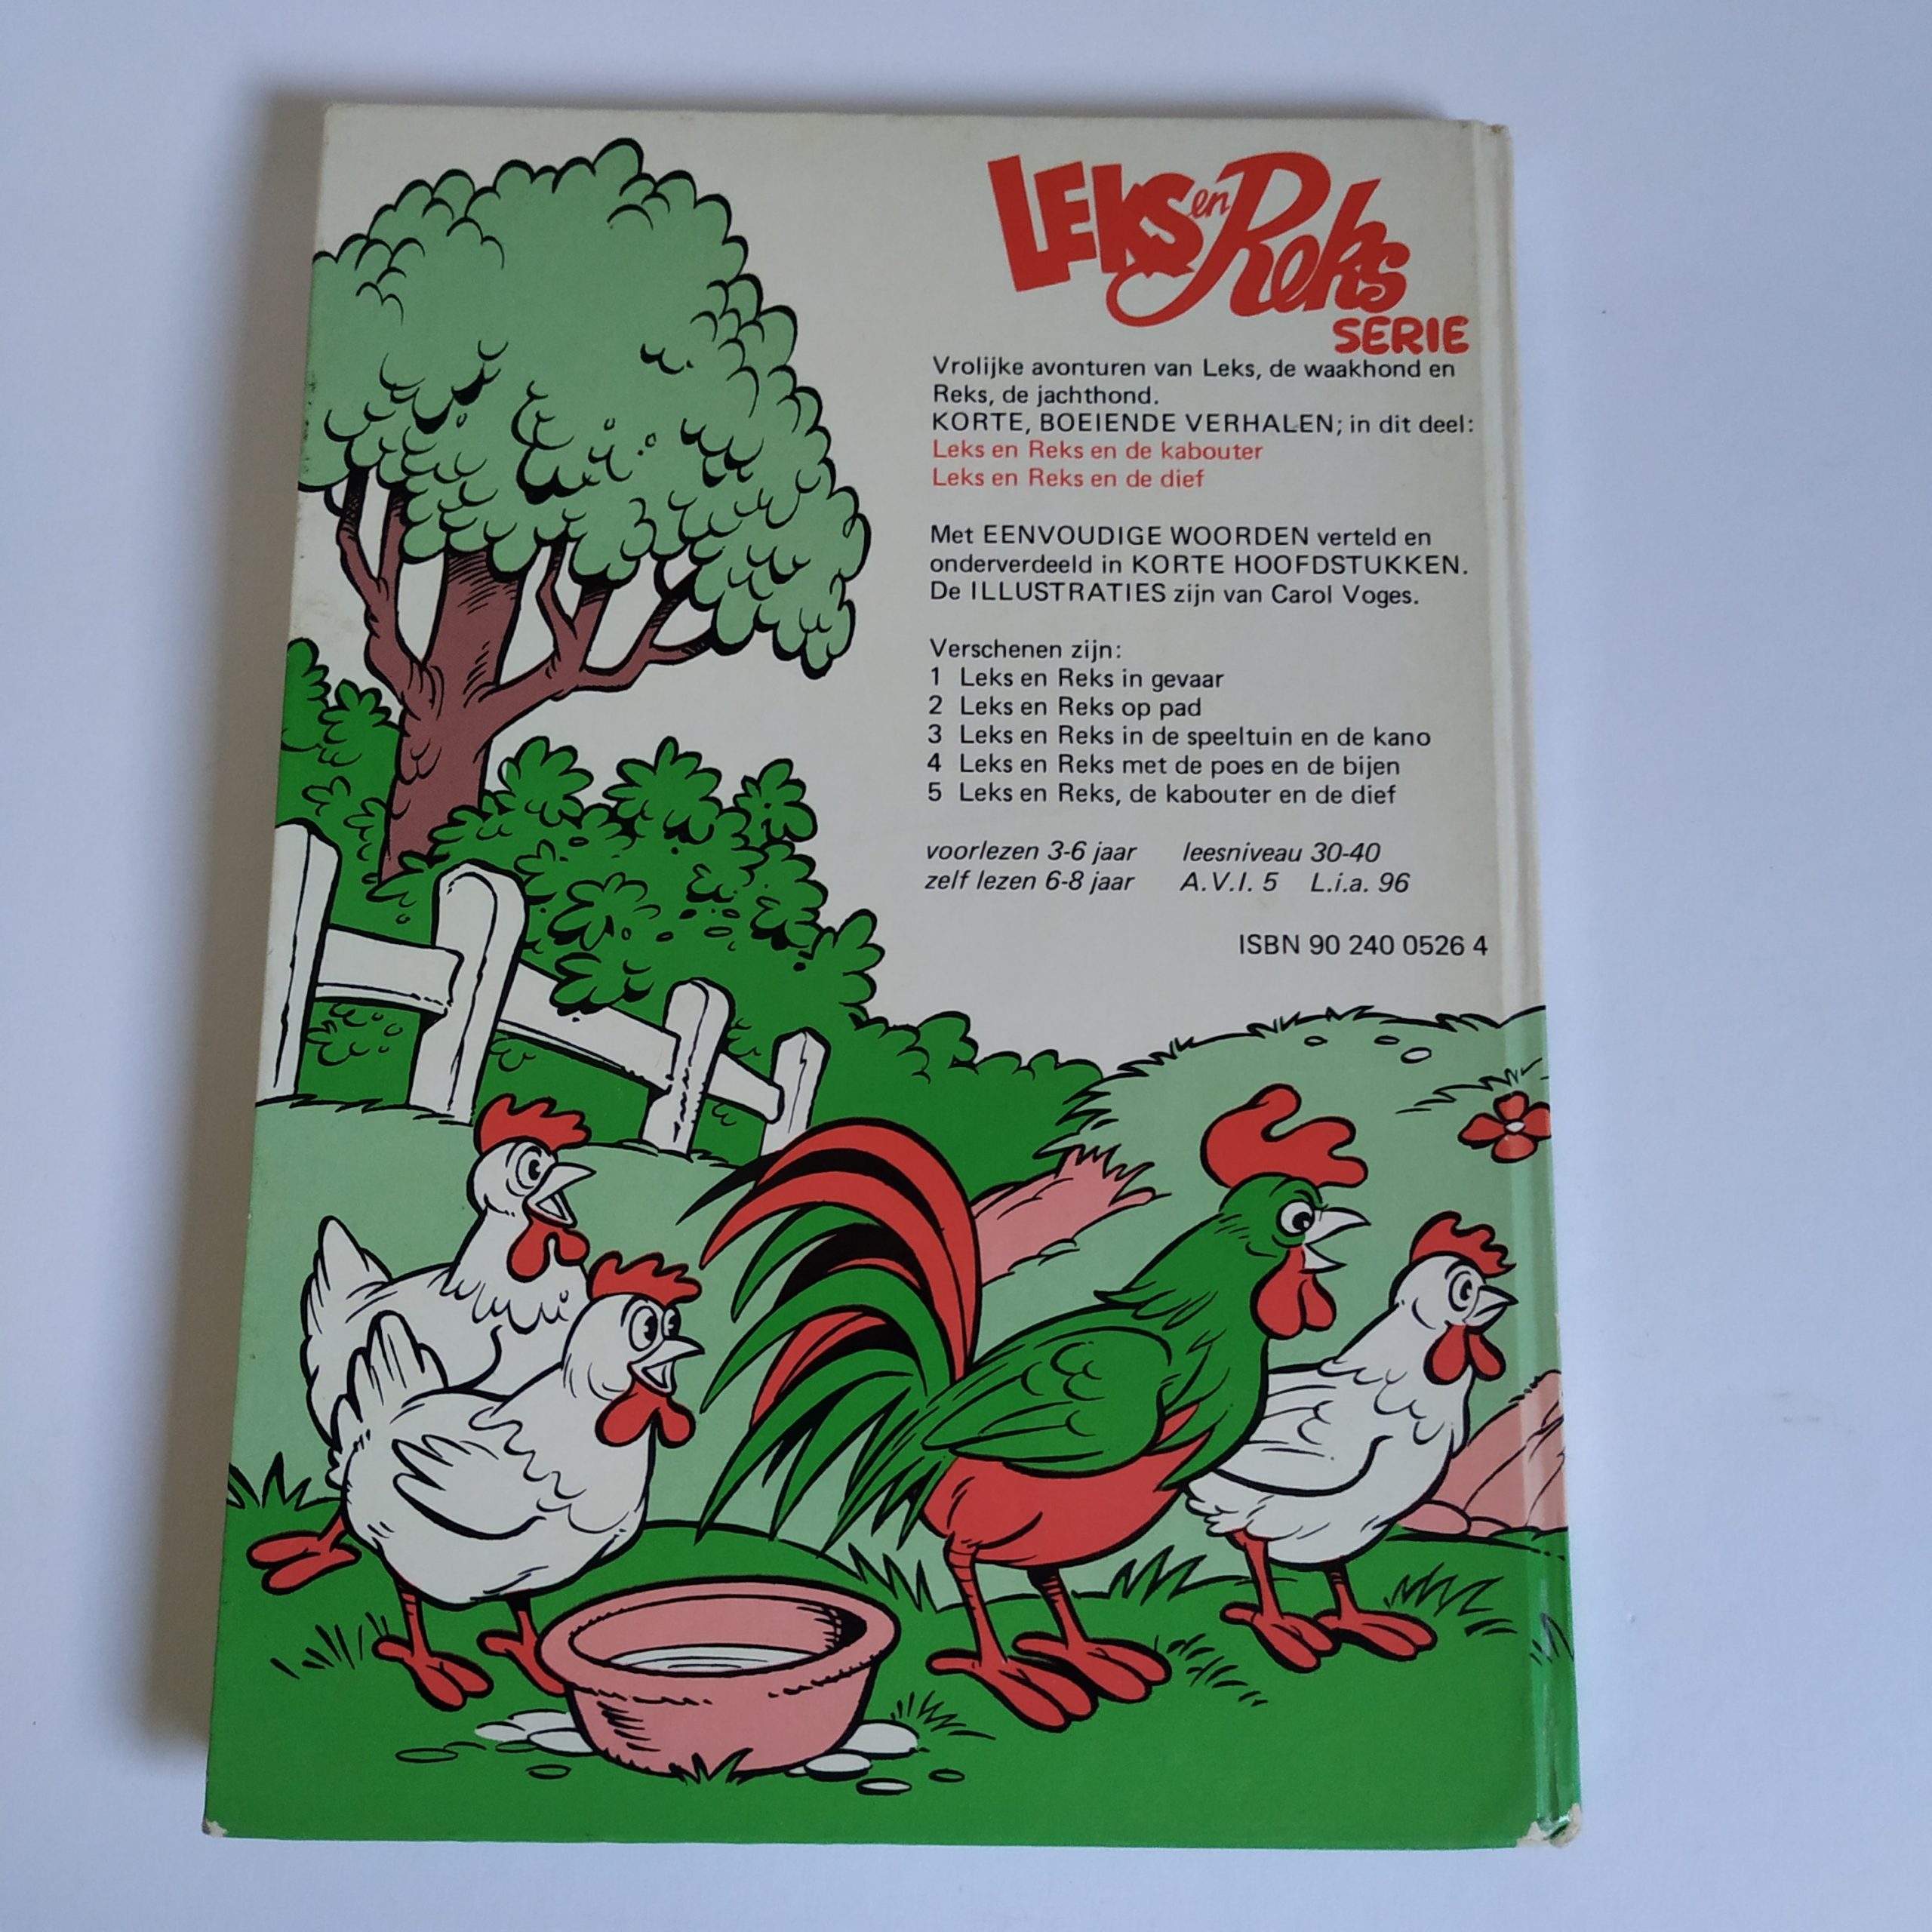 LEKS en Reks
SERIE
Vrolijke avonturen van Leks, de waakhond en
Reks, de jachthond.
KORTE, BOEIENDE VERHALEN; in dit deel:
Leks en Reks en de kabouter
Leks en Reks en de dief
Met EENVOUDIGE WOORDEN verteld en
onderverdeeld in KORTE HOOFDSTUKKEN.
De ILLUSTRATIES zijn van Carol Voges.
Verschenen zijn:
1 Leks en Reks in gevaar
2 Leks en Reks op pad
3 Leks en Reks in de speeltuin en de kano
4 Leks en Reks met de poes en de bijen
5 Leks en Reks, de kabouter en de dief
voorlezen 3-6 jaar leesniveau 30-40
zelf lezen 6-8 jaar A.V.I. 5 L.i.a. 96
ISBN 90 240 0526 4